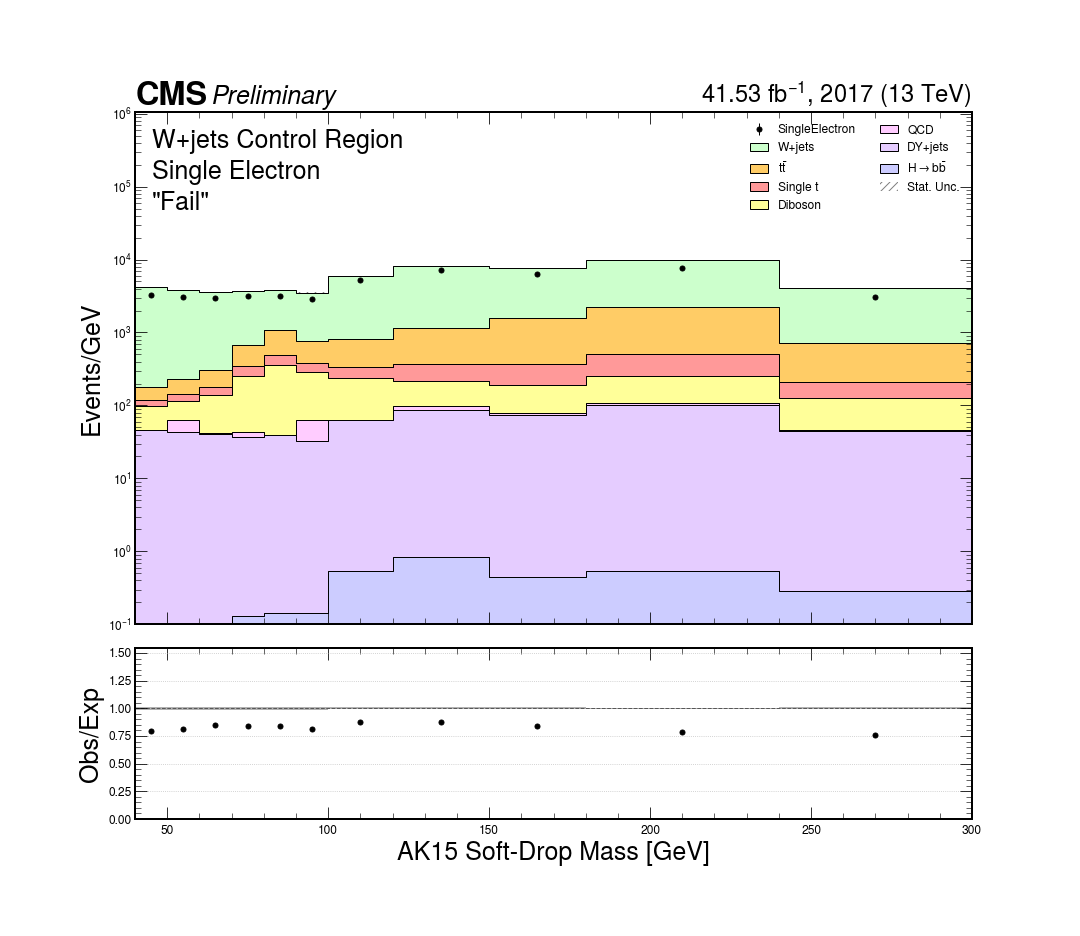 CMS Preliminary
41.53 fb⁻¹, 2017 (13 TeV)
W+jets Control Region
Single Electron
"Fail"
SingleElectron
W+jets
tt̄
Single t
Diboson
QCD
DY+jets
H→bb̄
Stat. Unc.
Events/GeV
10⁶
10⁵
10⁴
10³
10²
10¹
10⁰
10⁻¹
Obs/Exp
1.50
1.25
1.00
0.75
0.50
0.25
0.00
50 100 150 200 250 300
AK15 Soft-Drop Mass [GeV]